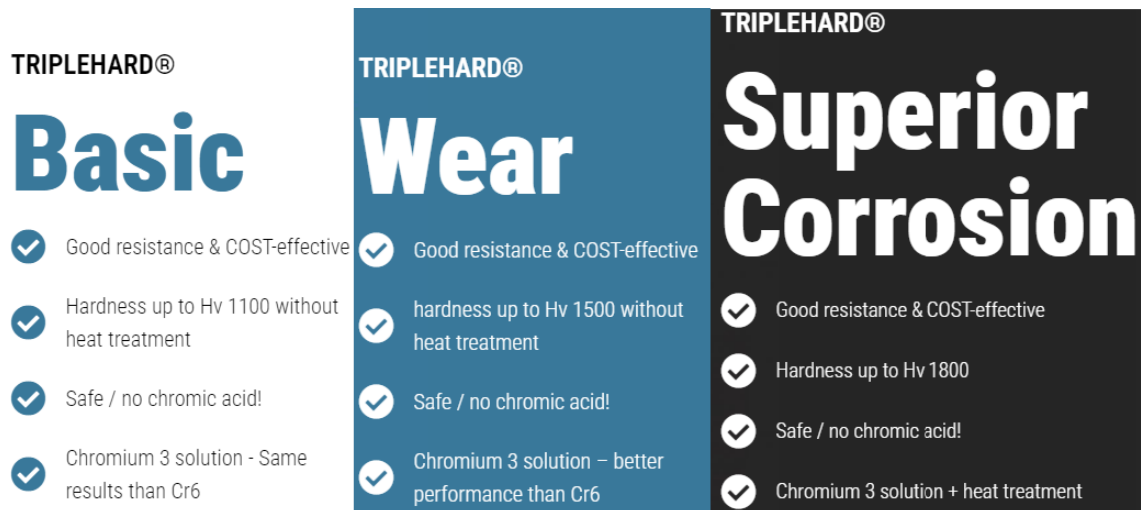 TRIPLEHARD®
Basic
Good resistance & COST-effective
Hardness up to Hv 1100 without
heat treatment
Safe / no chromic acid!
Chromium 3 solution - Same
results than Cr6
TRIPLEHARD®
Wear
Good resistance & COST-effective
hardness up to Hv 1500 without
heat treatment
Safe / no chromic acid!
Chromium 3 solution – better
performance than Cr6
TRIPLEHARD®
Superior
Corrosion
Good resistance & COST-effective
Hardness up to Hv 1800
Safe / no chromic acid!
Chromium 3 solution + heat treatment